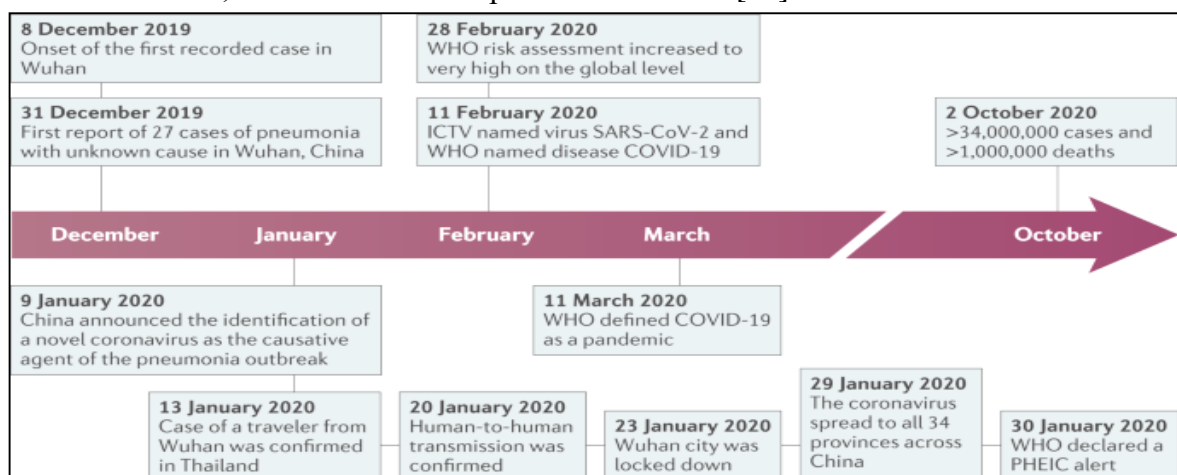 8 December 2019
Onset of the first recorded case in
Wuhan
28 February 2020
WHO risk assessment increased to
very high on the global level
31 December 2019
First report of 27 cases of pneumonia
with unknown cause in Wuhan, China
11 February 2020
ICTV named virus SARS-CoV-2 and
WHO named disease COVID-19
2 October 2020
>34,000,000 cases and
>1,000,000 deaths
December
January
February
March
October
9 January 2020
China announced the identification of
a novel coronavirus as the causative
agent of the pneumonia outbreak
11 March 2020
WHO defined COVID-19
as a pandemic
13 January 2020
Case of a traveler from
Wuhan was confirmed
in Thailand
20 January 2020
Human-to-human
transmission was
confirmed
23 January 2020
Wuhan city was
locked down
29 January 2020
The coronavirus
spread to all 34
provinces across
China
30 January 2020
WHO declared a
PHEIC alert